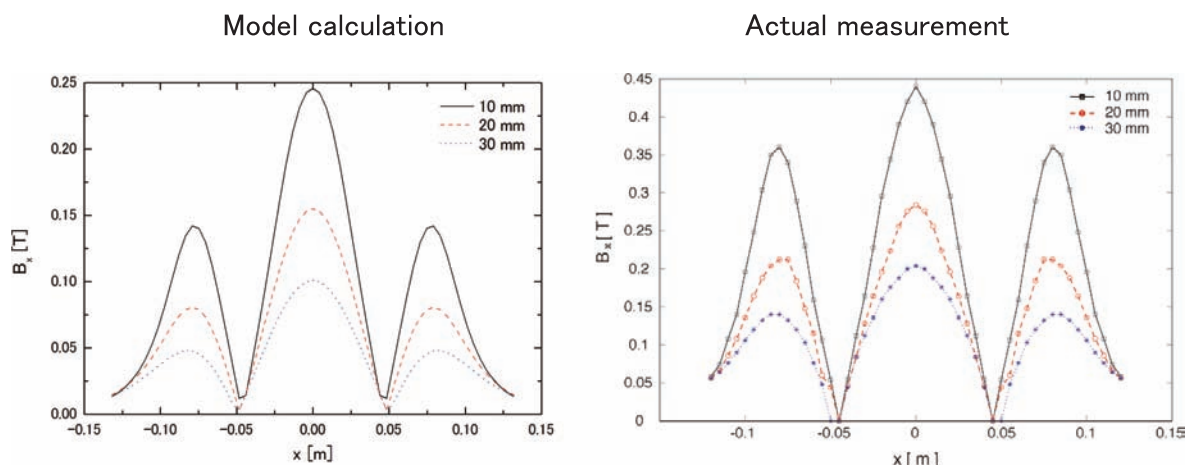 Model calculation
0.25
0.20
0.15
0.10
0.05
0.00
B_x [T]
10 mm
20 mm
30 mm
−0.15
−0.10
−0.05
0.00
0.05
0.10
0.15
x [m]
Actual measurement
0.45
0.4
0.35
0.3
0.25
0.2
0.15
0.1
0.05
0
B_x [T]
10 mm
20 mm
30 mm
-0.1
-0.05
0
0.05
0.1
0.15
x [m]